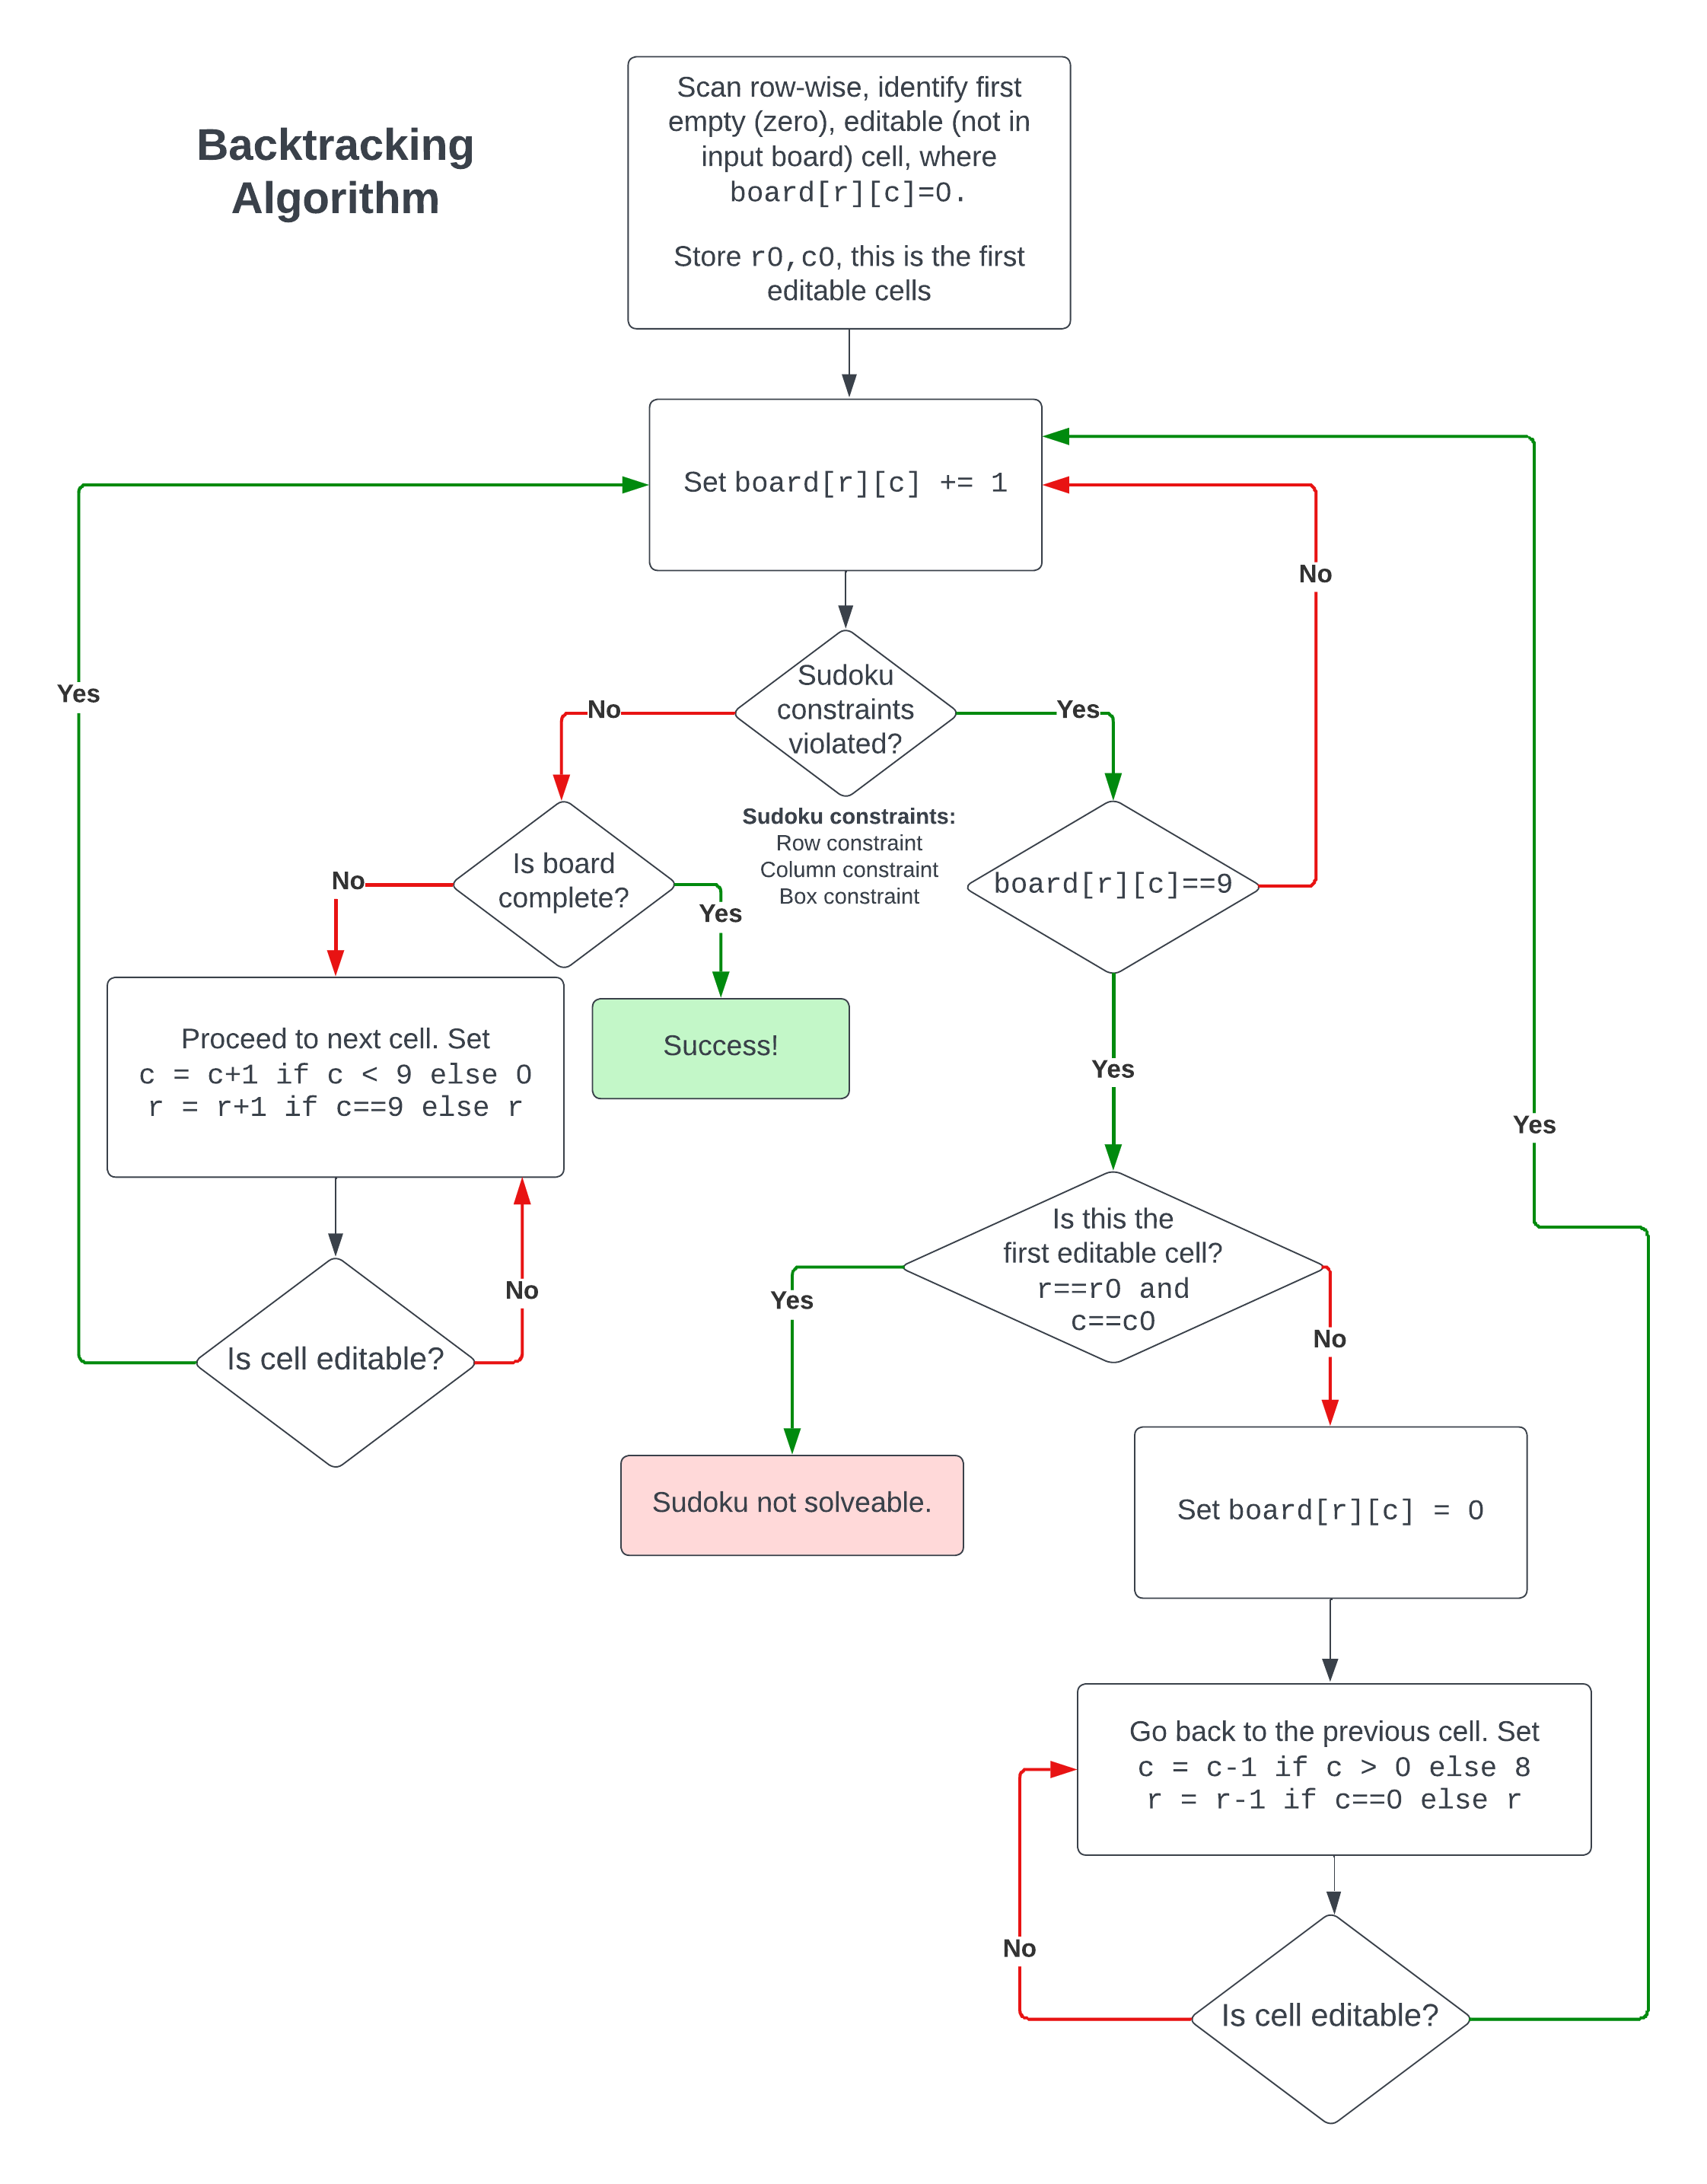 Backtracking
Algorithm
Scan row-wise, identify first
empty (zero), editable (not in
input board) cell, where
board[r][c]=0.
Store r0,c0, this is the first
editable cells
Set board[r][c] += 1
No
Yes
Sudoku
constraints
violated?
No
Yes
Sudoku constraints:
Row constraint
Column constraint
Box constraint
Is board
complete?
board[r][c]==9
No
Yes
Proceed to next cell. Set
c = c+1 if c < 9 else 0
r = r+1 if c==9 else r
Success!
Yes
Yes
Is this the
first editable cell?
r==r0 and
c==c0
No
Yes
No
Is cell editable?
Sudoku not solveable.
Set board[r][c] = 0
Go back to the previous cell. Set
c = c-1 if c > 0 else 8
r = r-1 if c==0 else r
No
Is cell editable?